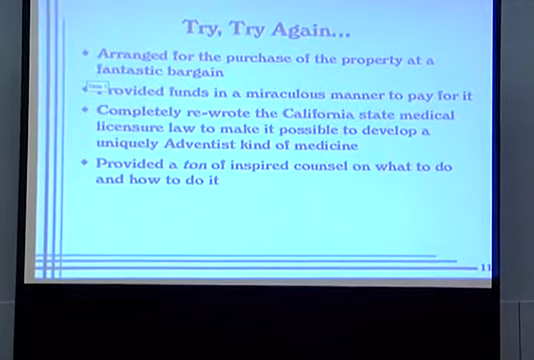 Try, Try Again...
Arranged for the purchase of the property at a
fantastic bargain
rovided funds in a miraculous manner to pay for it
Completely re-wrote the California state medical
licensure law to make it possible to develop a
uniquely Adventist kind of medicine
Provided a ton of inspired counsel on what to do
and how to do it
11